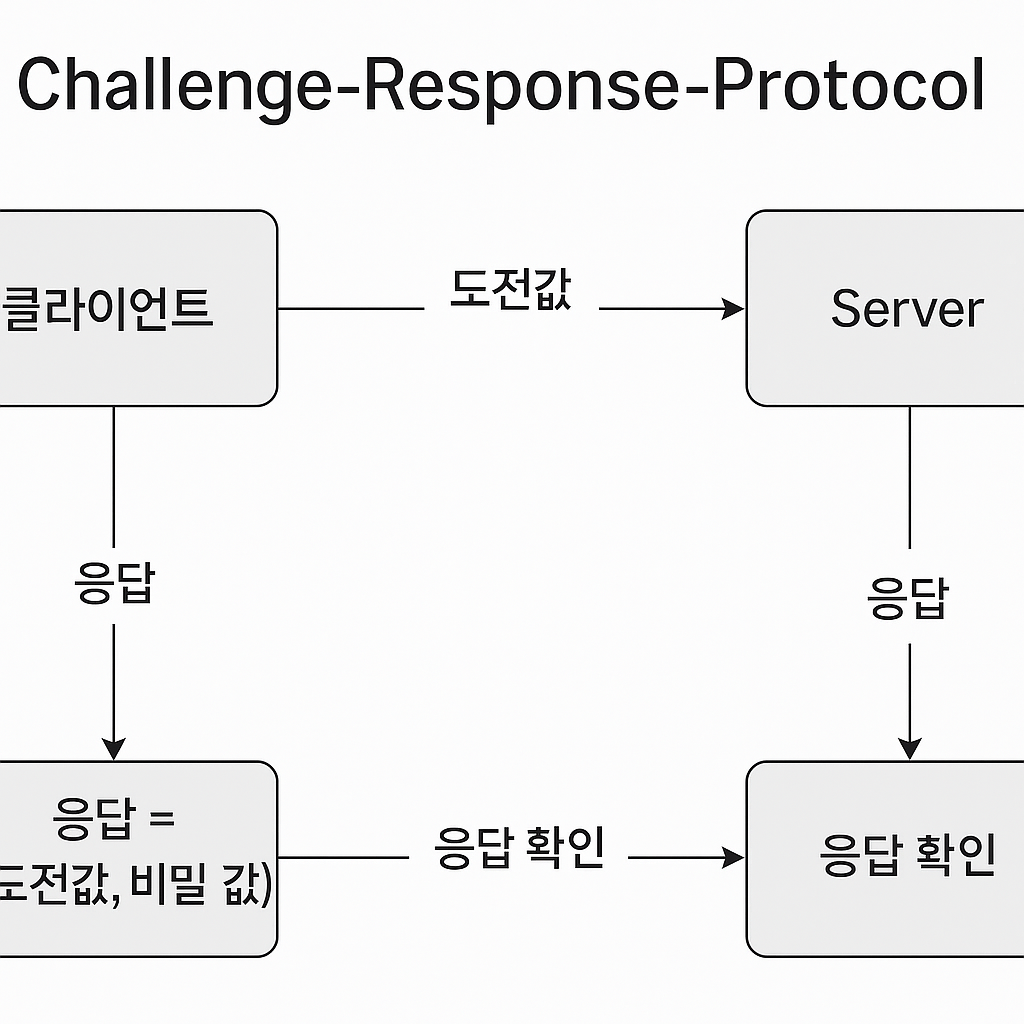 Challenge-Response-Protocol
클라이언트
도전값
Server
응답
응답
응답 =
도전값, 비밀 값)
응답 확인
응답 확인